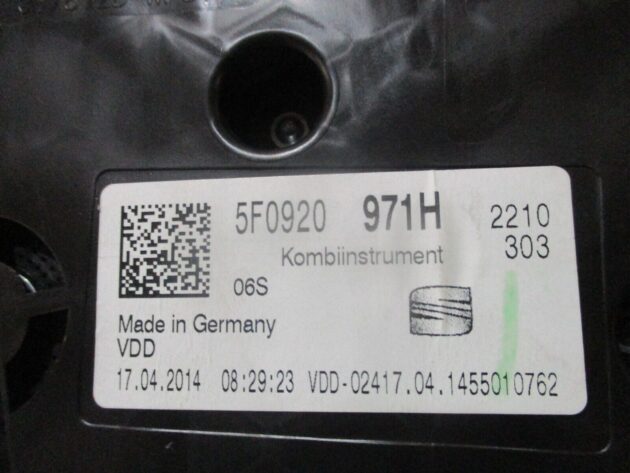 5F0920 971H 2210
Kombiinstrument 303
06S
Made in Germany
VDD
17.04.2014 08:29:23 VDD-02417.04.1455010762